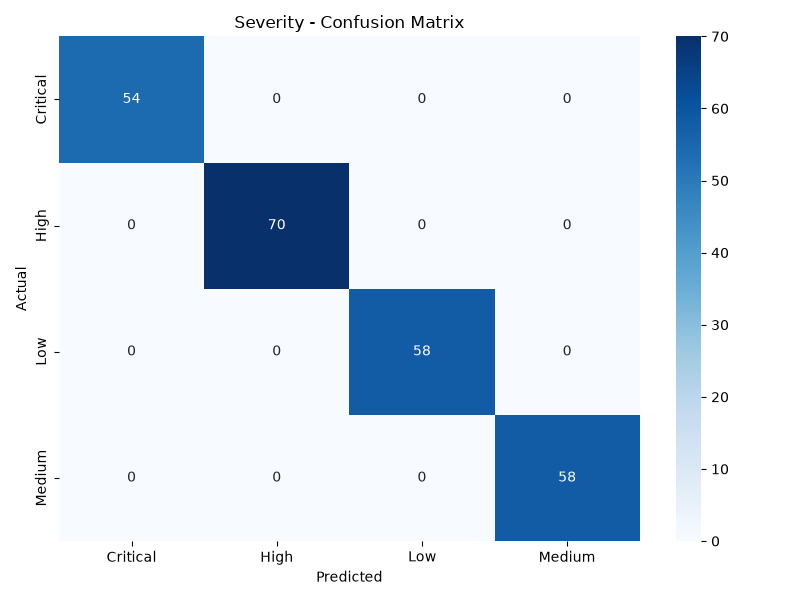 Severity - Confusion Matrix
Actual
Critical 54 0 0 0
High 0 70 0 0
Low 0 0 58 0
Medium 0 0 0 58
Critical High Low Medium
Predicted
70
60
50
40
30
20
10
0